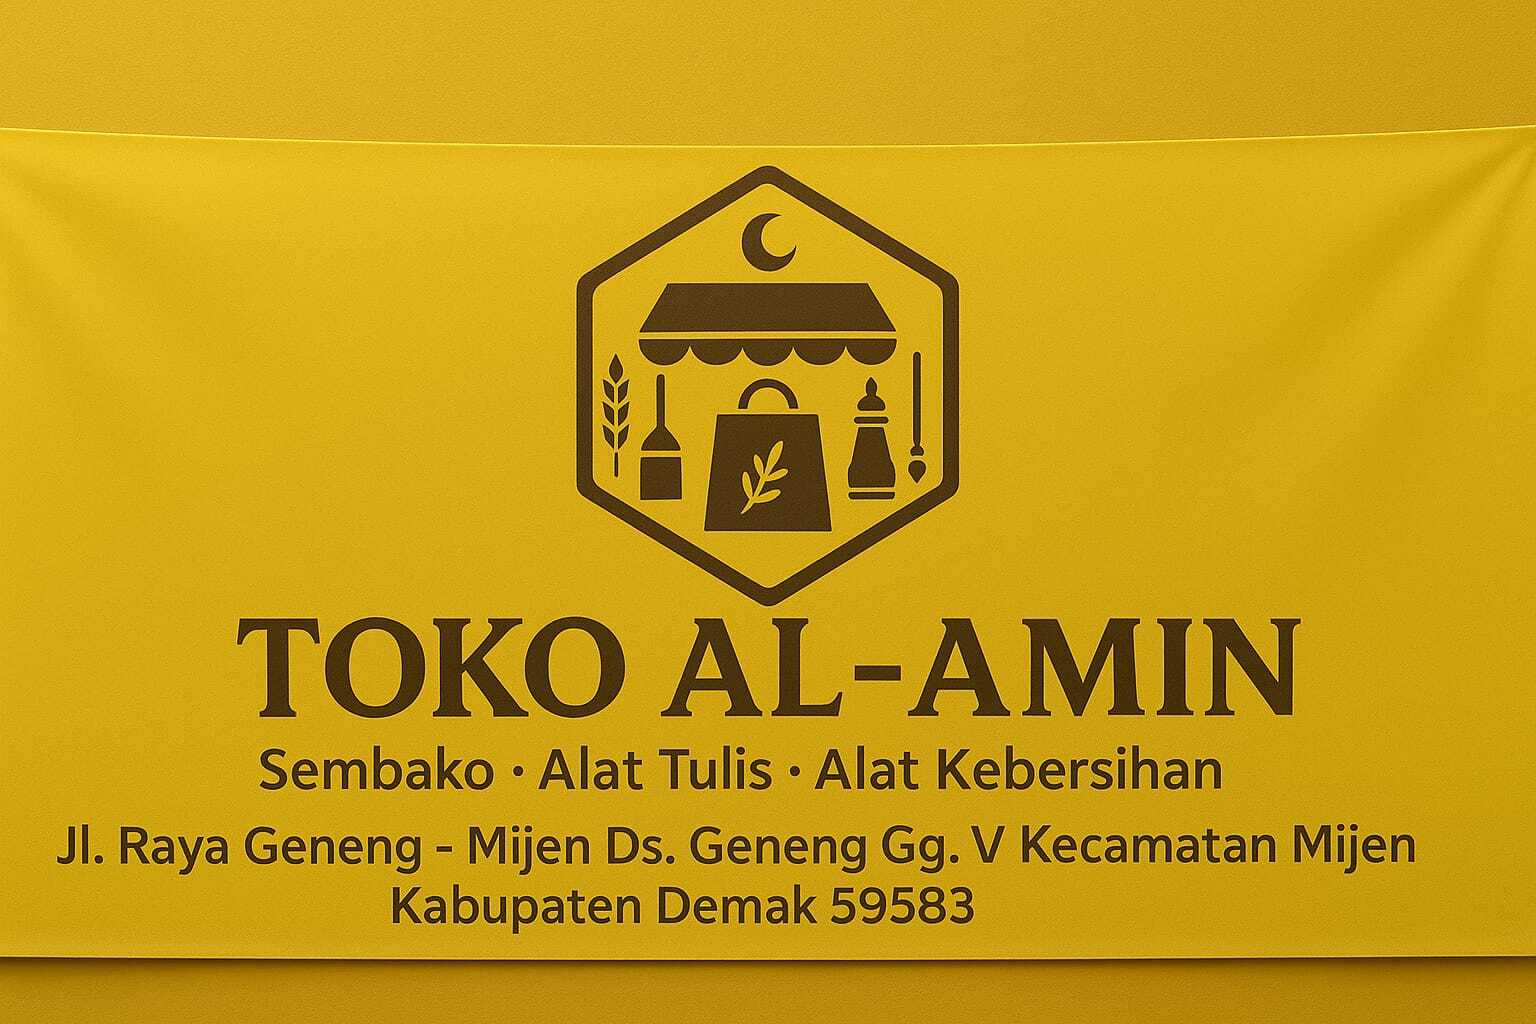 TOKO AL-AMIN
Sembako · Alat Tulis · Alat Kebersihan
Jl. Raya Geneng - Mijen Ds. Geneng Gg. V Kecamatan Mijen
Kabupaten Demak 59583